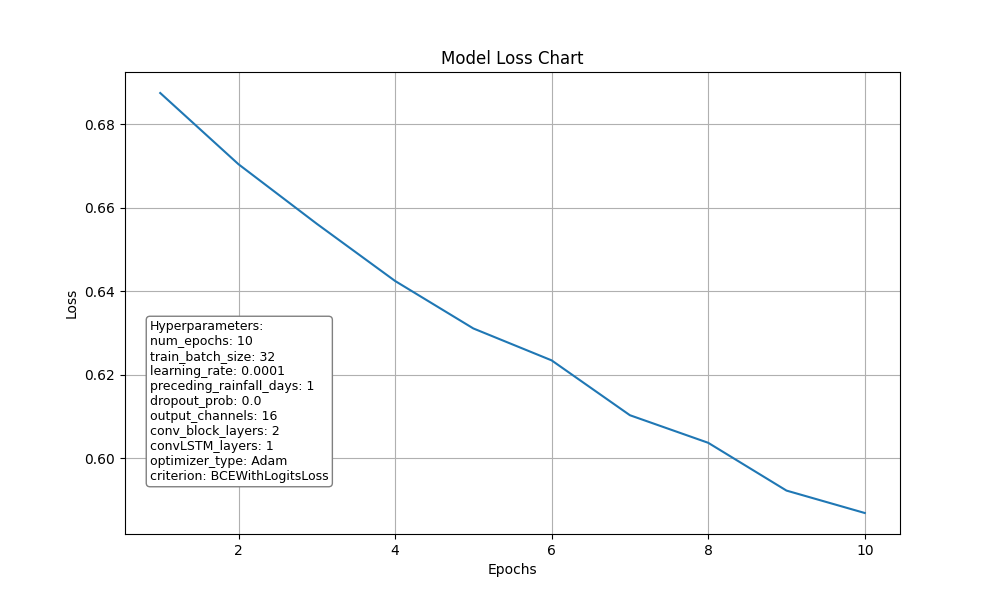 Model Loss Chart
0.68
0.66
0.64
0.62
0.60
Loss
Hyperparameters:
num_epochs: 10
train_batch_size: 32
learning_rate: 0.0001
preceding_rainfall_days: 1
dropout_prob: 0.0
output_channels: 16
conv_block_layers: 2
convLSTM_layers: 1
optimizer_type: Adam
criterion: BCEWithLogitsLoss
2 4 6 8 10
Epochs